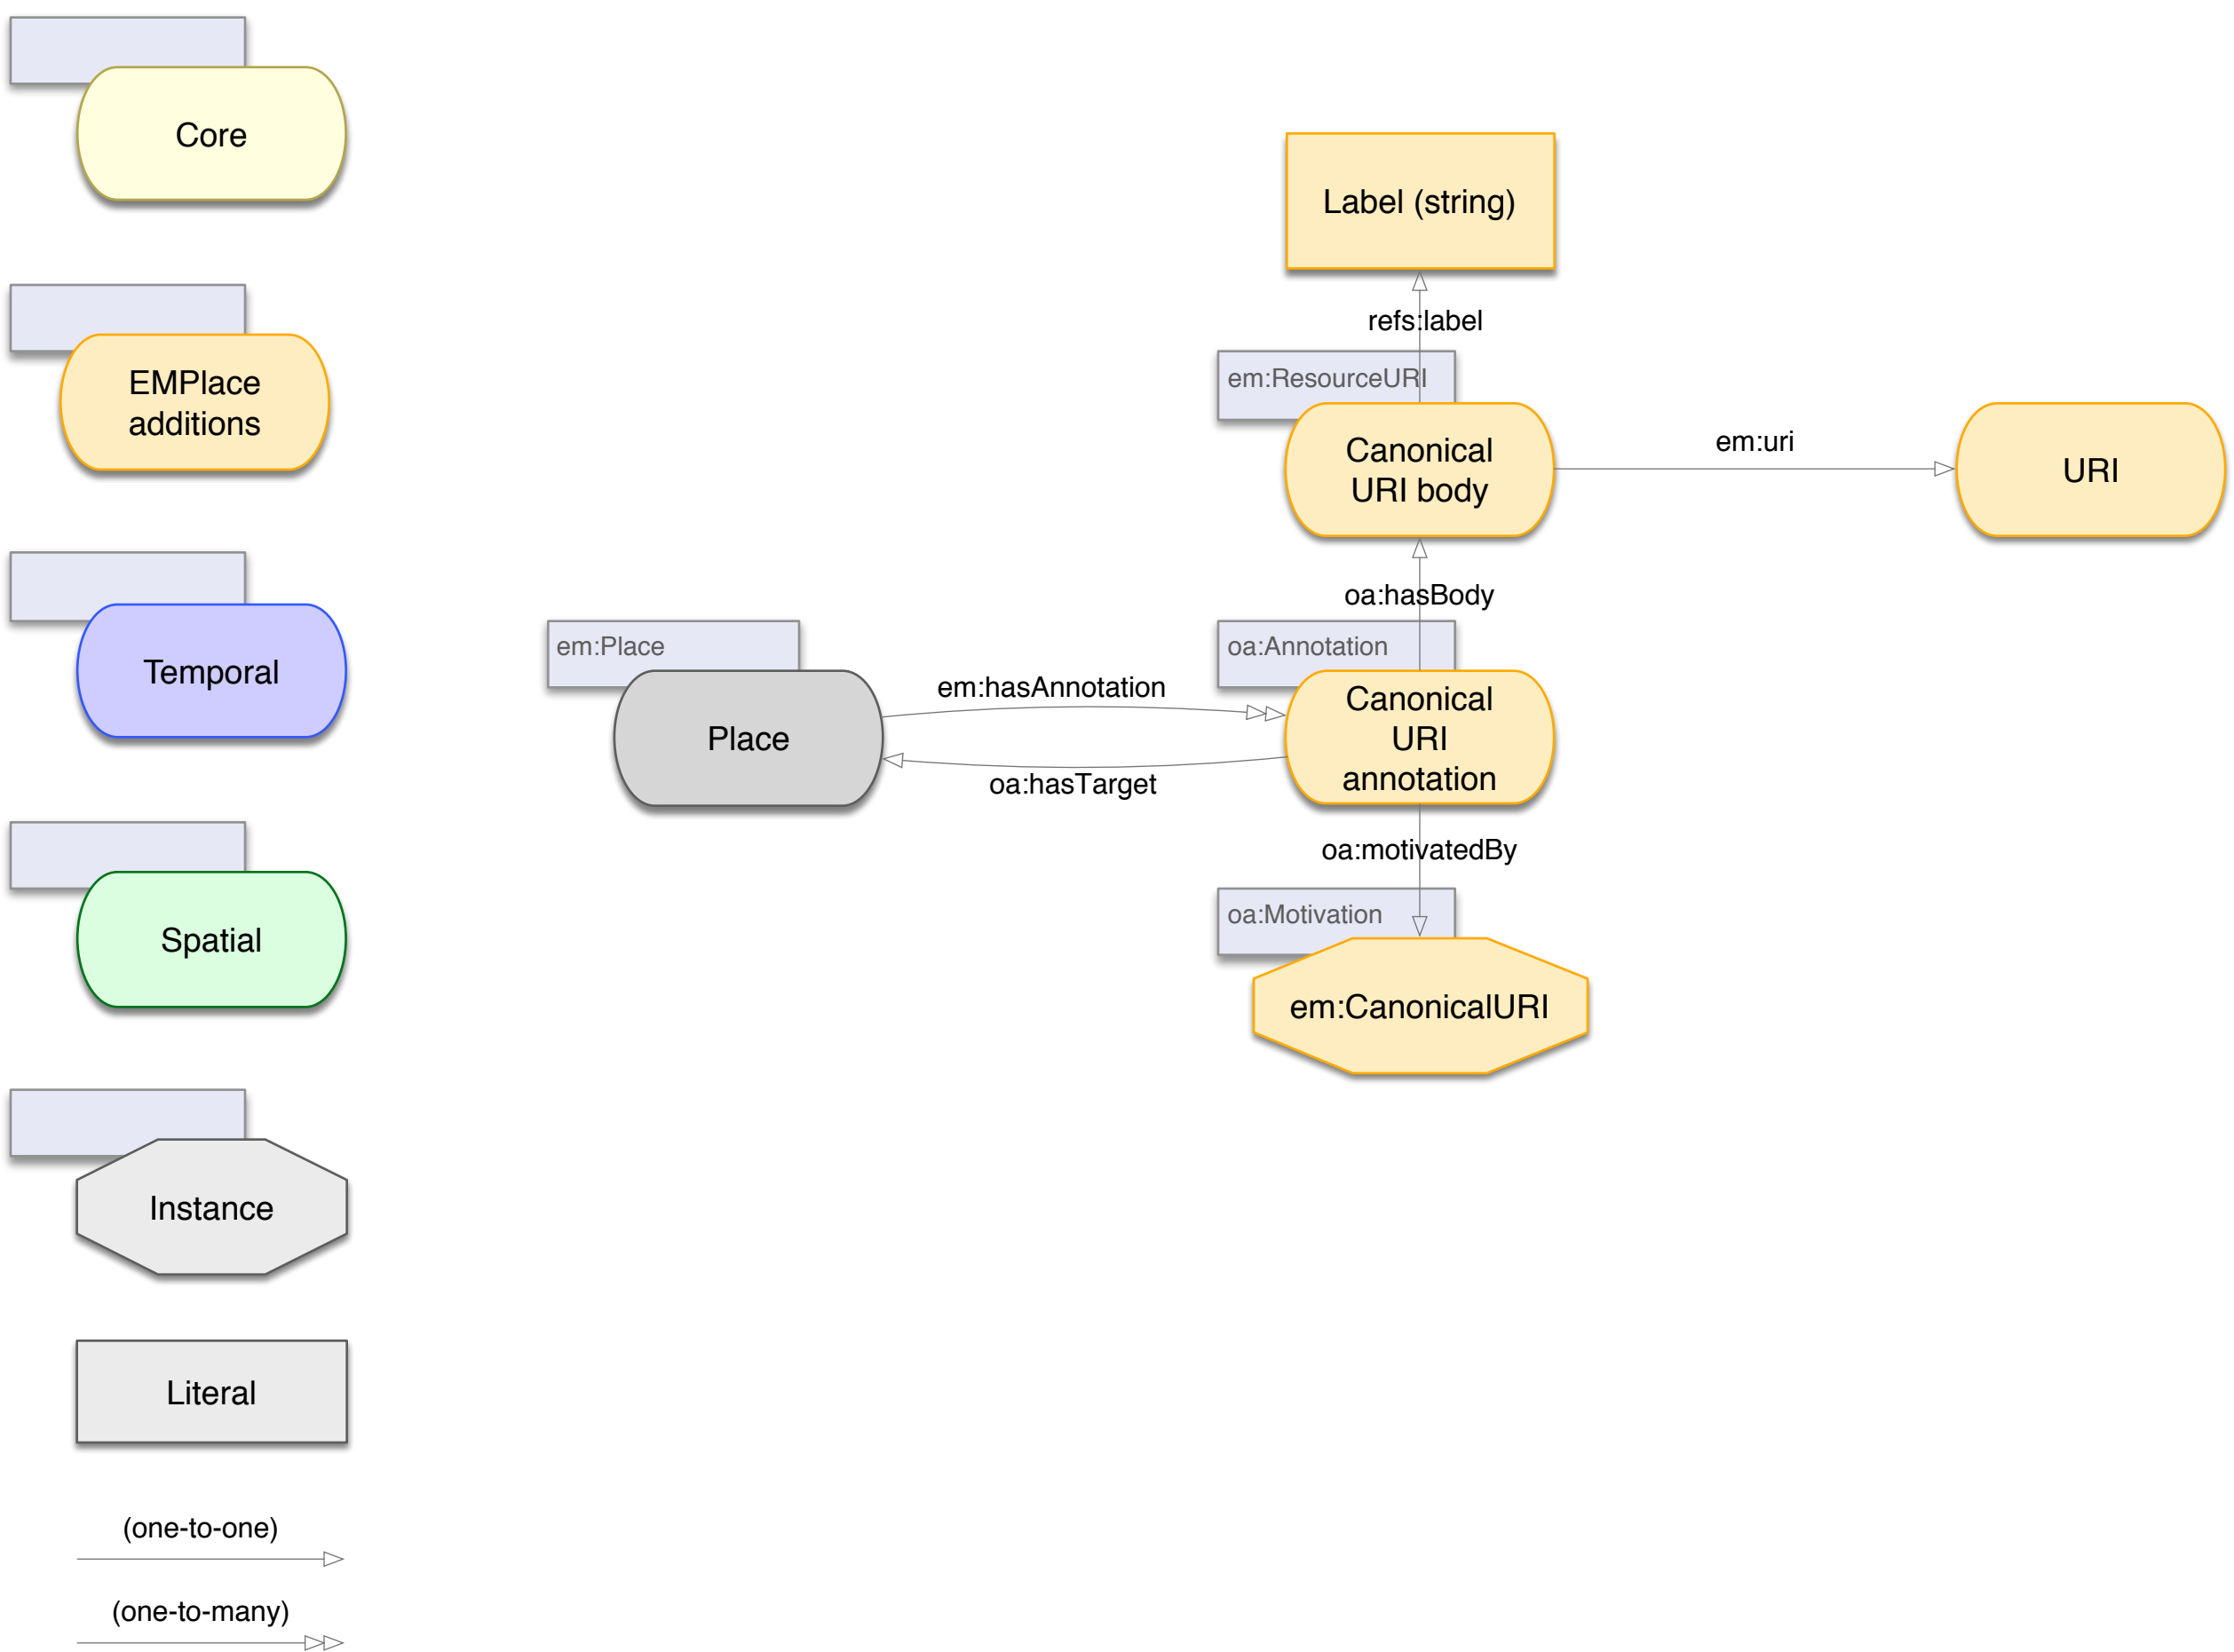 Core
EMPlace
additions
Temporal
Spatial
Instance
Literal
(one-to-one)
(one-to-many)
Label (string)
refs:label
em:ResourceURI
Canonical
URI body
em:uri
URI
oa:hasBody
em:Place
Place
em:hasAnnotation
oa:hasTarget
oa:Annotation
Canonical
URI
annotation
oa:motivatedBy
oa:Motivation
em:CanonicalURI